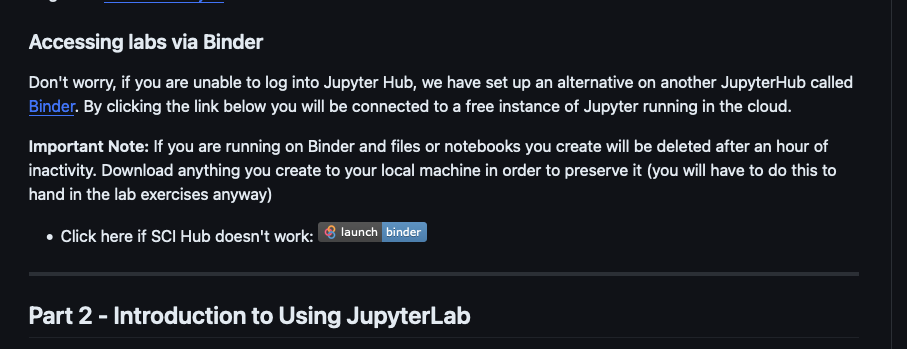 Accessing labs via Binder
Don't worry, if you are unable to log into Jupyter Hub, we have set up an alternative on another JupyterHub called
Binder. By clicking the link below you will be connected to a free instance of Jupyter running in the cloud.
Important Note: If you are running on Binder and files or notebooks you create will be deleted after an hour of
inactivity. Download anything you create to your local machine in order to preserve it (you will have to do this to
hand in the lab exercises anyway)
• Click here if SCI Hub doesn't work: launch binder
Part 2 - Introduction to Using JupyterLab